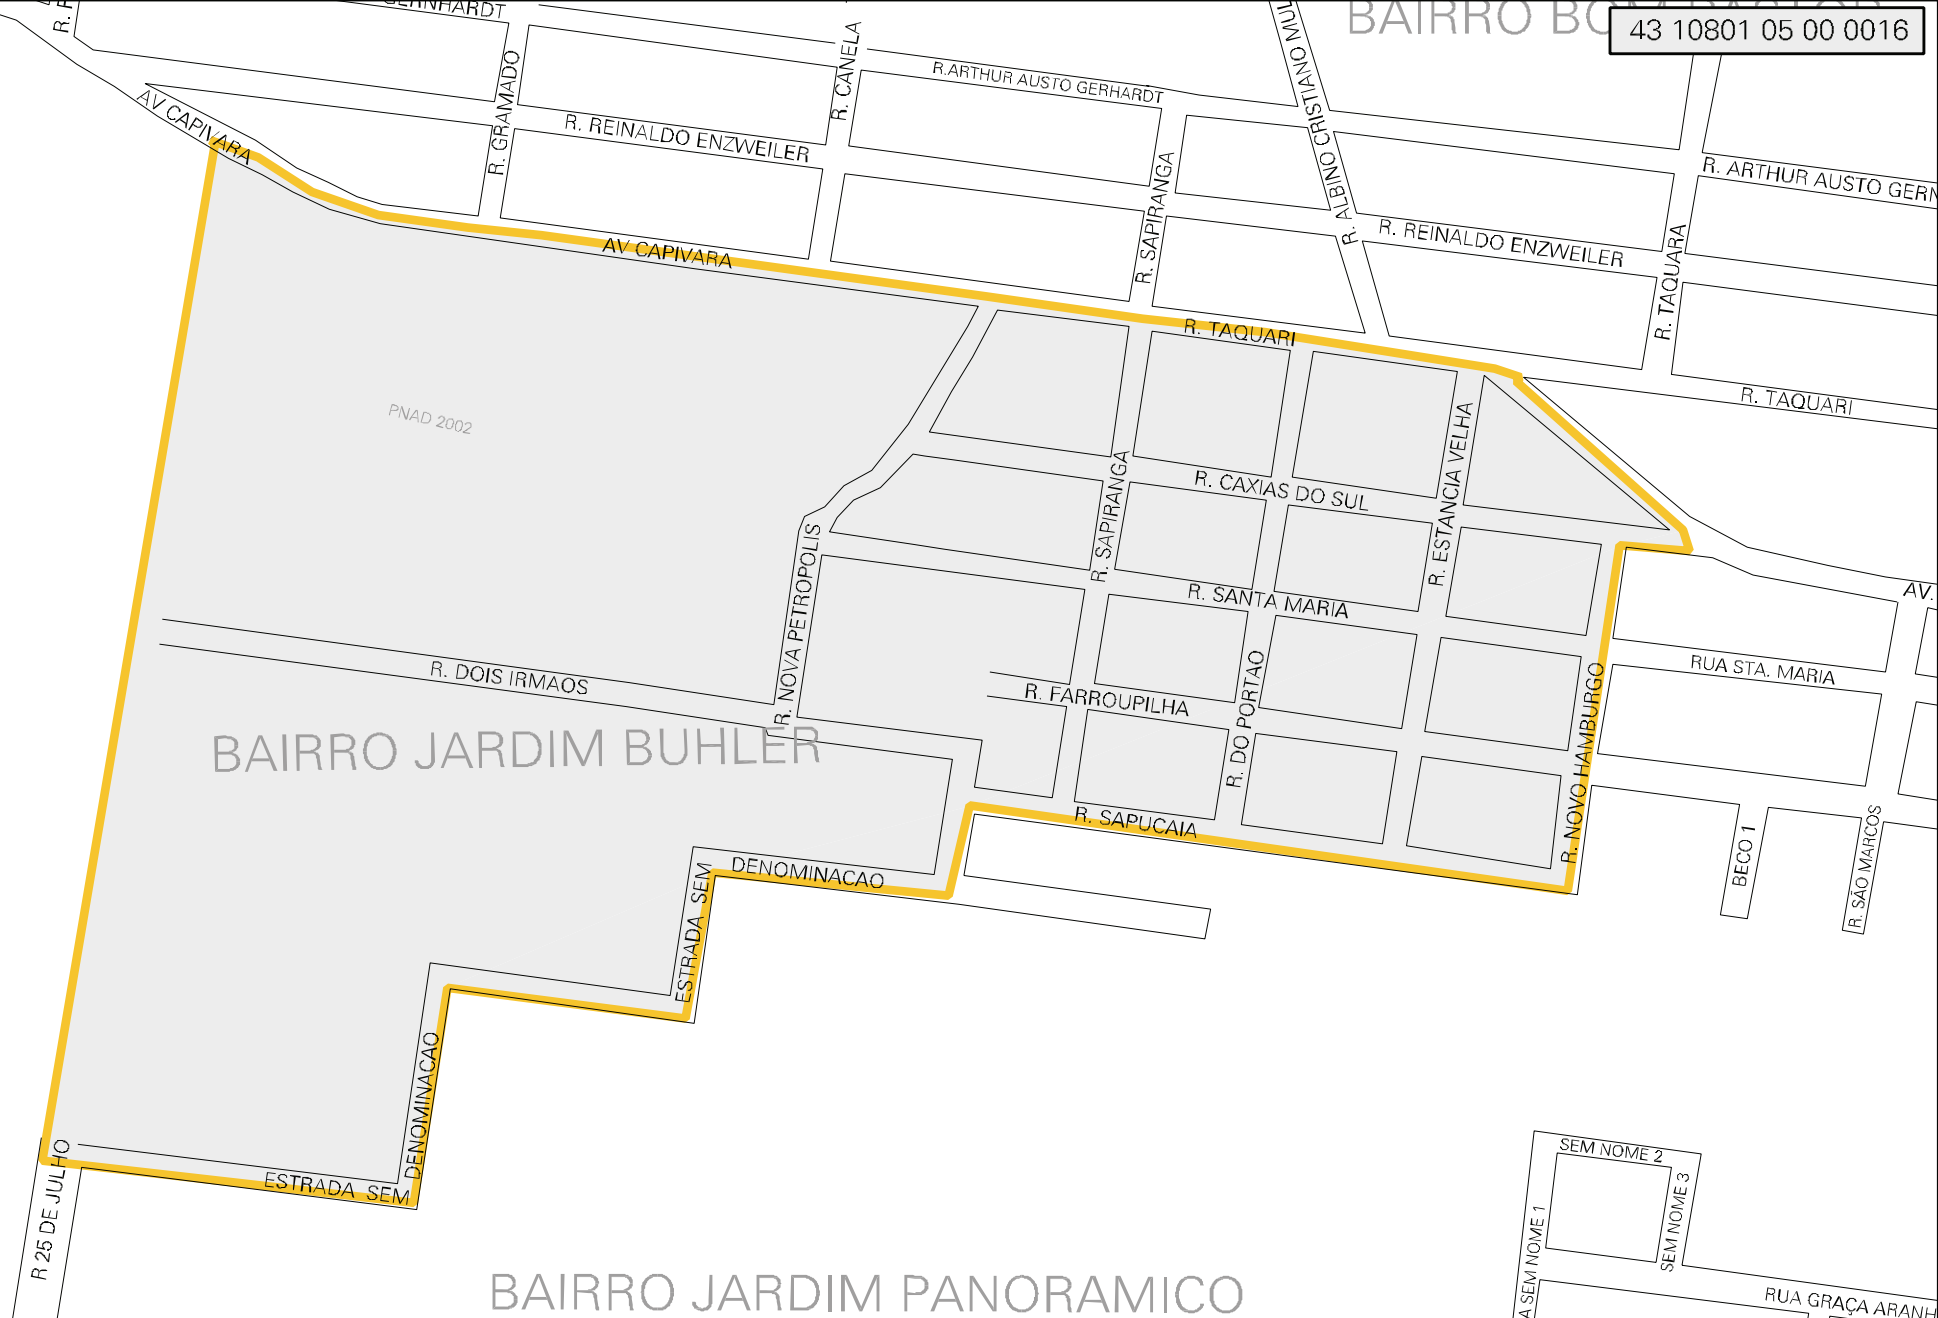 GERNHARDT
BAIRRO BOM PASTOR
43 10801 05 00 0016
R. GRAMADO
R. CANELA
R.ARTHUR AUSTO GERHARDT
R. ALBINO CRISTIANO MUL
AV CAPIVARA
R. REINALDO ENZWEILER
R. SAPIRANGA
R. ARTHUR AUSTO GERN
R. REINALDO ENZWEILER
R. TAQUARA
AV CAPIVARA
R. TAQUARI
R. TAQUARI
PNAD 2002
R. ESTANCIA VELHA
R. CAXIAS DO SUL
R. SAPIRANGA
R. NOVA PETROPOLIS
R. SANTA MARIA
AV.
R. DOIS IRMAOS
R. FARROUPILHA
R. DO PORTAO
R. NOVO HAMBURGO
RUA STA. MARIA
BAIRRO JARDIM BUHLER
R. SAPUCAIA
BECO 1
R. SÃO MARCOS
DENOMINACAO
ESTRADA SEM
DENOMINACAO
ESTRADA SEM
R 25 DE JULHO
SEM NOME 2
SEM NOME 3
A SEM NOME 1
BAIRRO JARDIM PANORAMICO
RUA GRAÇA ARANH